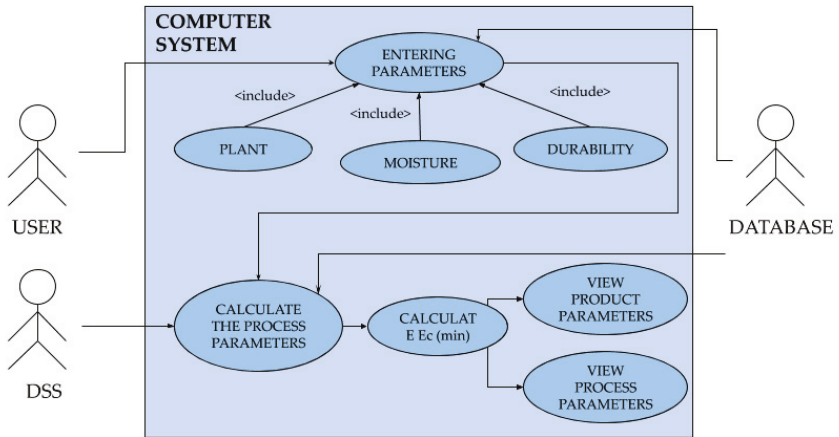 COMPUTER
SYSTEM
ENTERING
PARAMETERS
<include>
<include>
<include>
PLANT
MOISTURE
DURABILITY
USER
DATABASE
CALCULATE
THE PROCESS
PARAMETERS
CALCULAT
E Ec (min)
VIEW
PRODUCT
PARAMETERS
VIEW
PROCESS
PARAMETERS
DSS